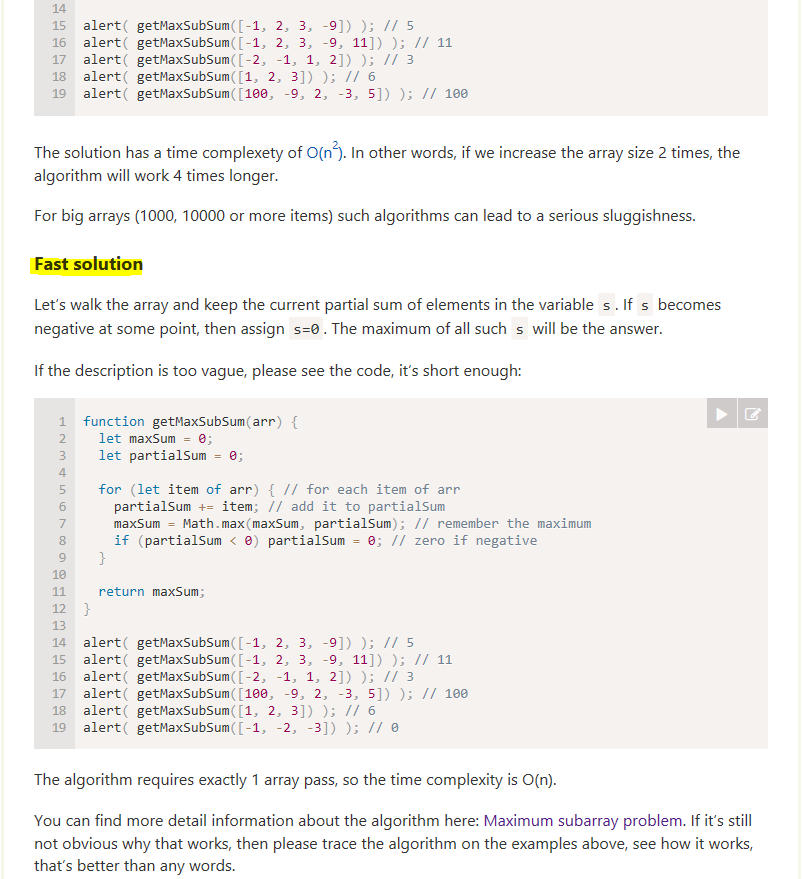 14
15 alert( getMaxSubSum([-1, 2, 3, -9]) ); // 5
16 alert( getMaxSubSum([-1, 2, 3, -9, 11]) ); // 11
17 alert( getMaxSubSum([-2, -1, 1, 2]) ); // 3
18 alert( getMaxSubSum([1, 2, 3]) ); // 6
19 alert( getMaxSubSum([100, -9, 2, -3, 5]) ); // 100
The solution has a time complexety of O(n²). In other words, if we increase the array size 2 times, the
algorithm will work 4 times longer.
For big arrays (1000, 10000 or more items) such algorithms can lead to a serious sluggishness.
Fast solution
Let's walk the array and keep the current partial sum of elements in the variable s. If s becomes
negative at some point, then assign s=0. The maximum of all such s will be the answer.
If the description is too vague, please see the code, it's short enough:
1 function getMaxSubSum(arr) {
2   let maxSum = 0;
3   let partialSum = 0;
4
5   for (let item of arr) { // for each item of arr
6     partialSum += item; // add it to partialSum
7     maxSum = Math.max(maxSum, partialSum); // remember the maximum
8     if (partialSum < 0) partialSum = 0; // zero if negative
9   }
10
11   return maxSum;
12 }
13
14 alert( getMaxSubSum([-1, 2, 3, -9]) ); // 5
15 alert( getMaxSubSum([-1, 2, 3, -9, 11]) ); // 11
16 alert( getMaxSubSum([-2, -1, 1, 2]) ); // 3
17 alert( getMaxSubSum([100, -9, 2, -3, 5]) ); // 100
18 alert( getMaxSubSum([1, 2, 3]) ); // 6
19 alert( getMaxSubSum([-1, -2, -3]) ); // 0
The algorithm requires exactly 1 array pass, so the time complexity is O(n).
You can find more detail information about the algorithm here: Maximum subarray problem. If it's still
not obvious why that works, then please trace the algorithm on the examples above, see how it works,
that's better than any words.